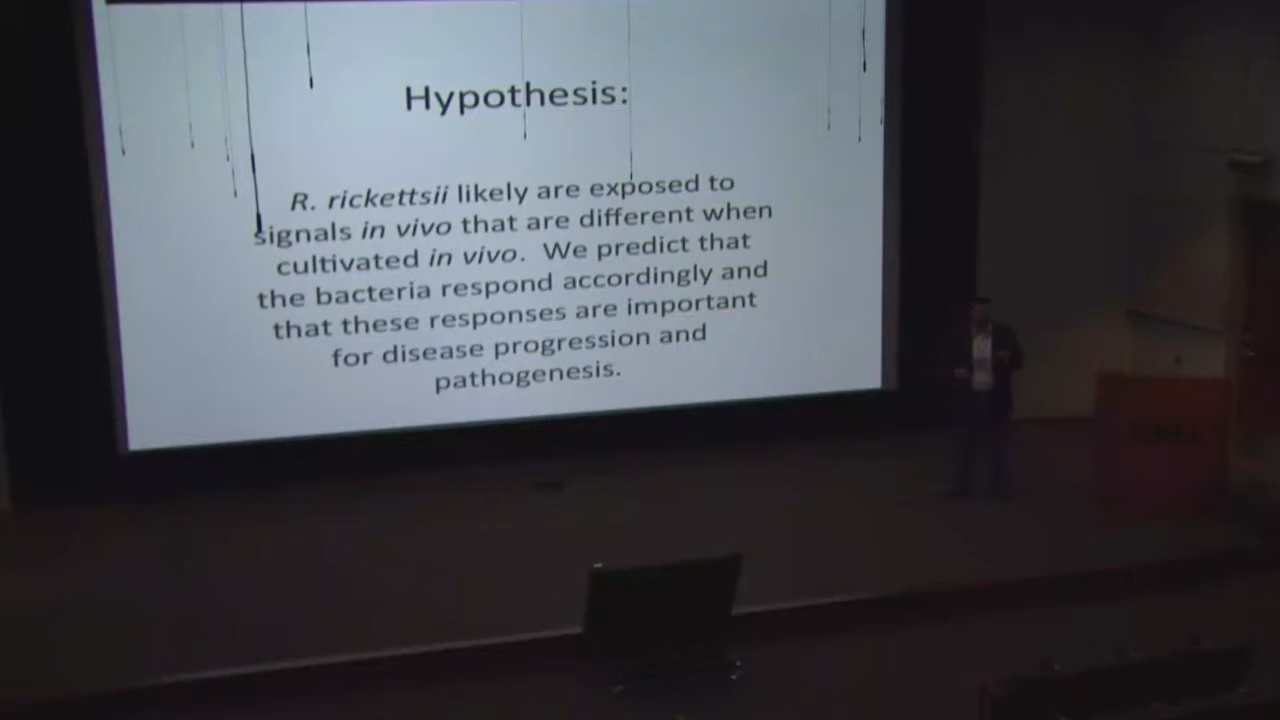 Hypothesis:
R. rickettsii likely are exposed to
signals in vivo that are different when
cultivated in vivo. We predict that
the bacteria respond accordingly and
that these responses are important
for disease progression and
pathogenesis.